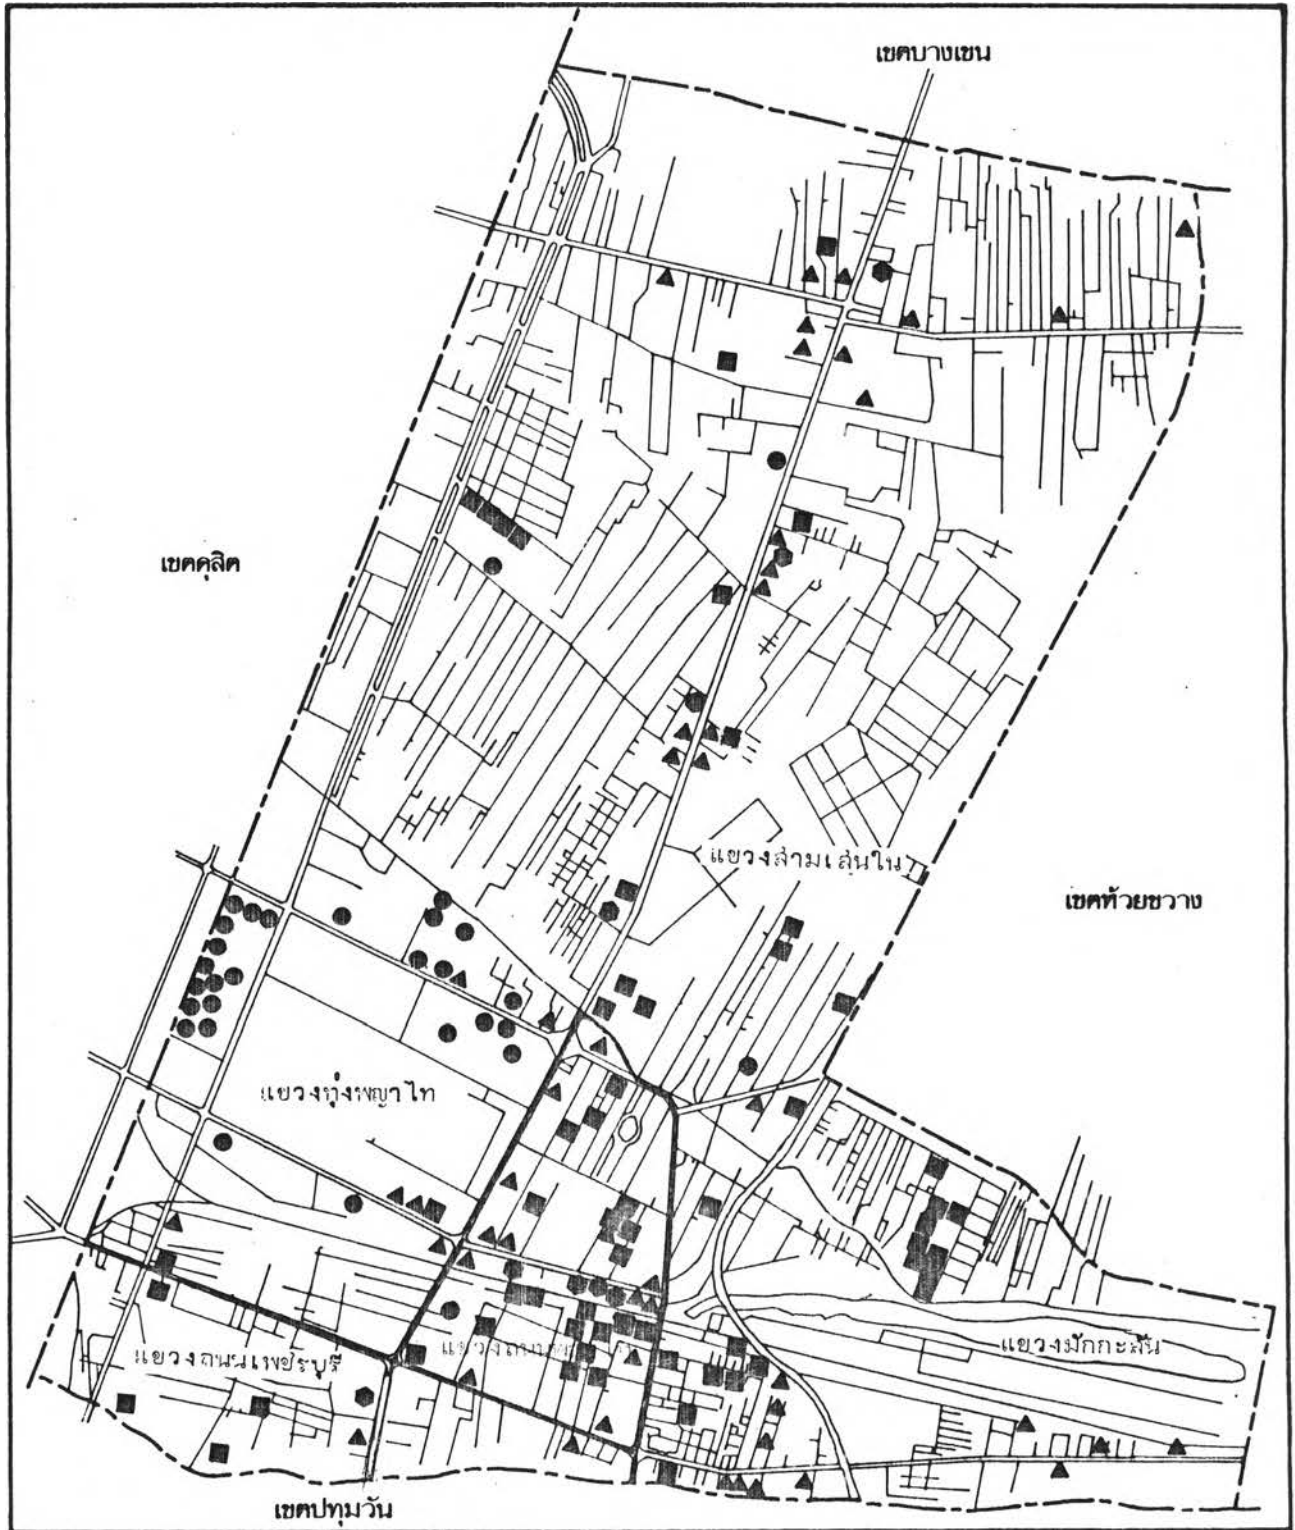 เขตบางเขน
เขตดุสิต
แขวงสามเสนใน
เขตห้วยขวาง
แขวงทุ่งพญาไท
แขวงมักกะสัน
แขวงถนนเพชรบุรี
เขตปทุมวัน